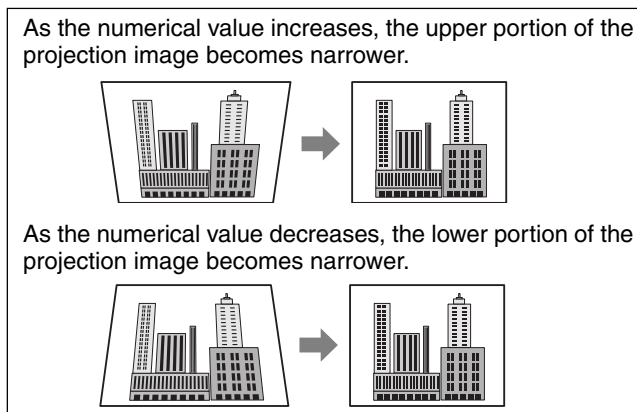 As the numerical value increases, the upper portion of the
projection image becomes narrower.
As the numerical value decreases, the lower portion of the
projection image becomes narrower.